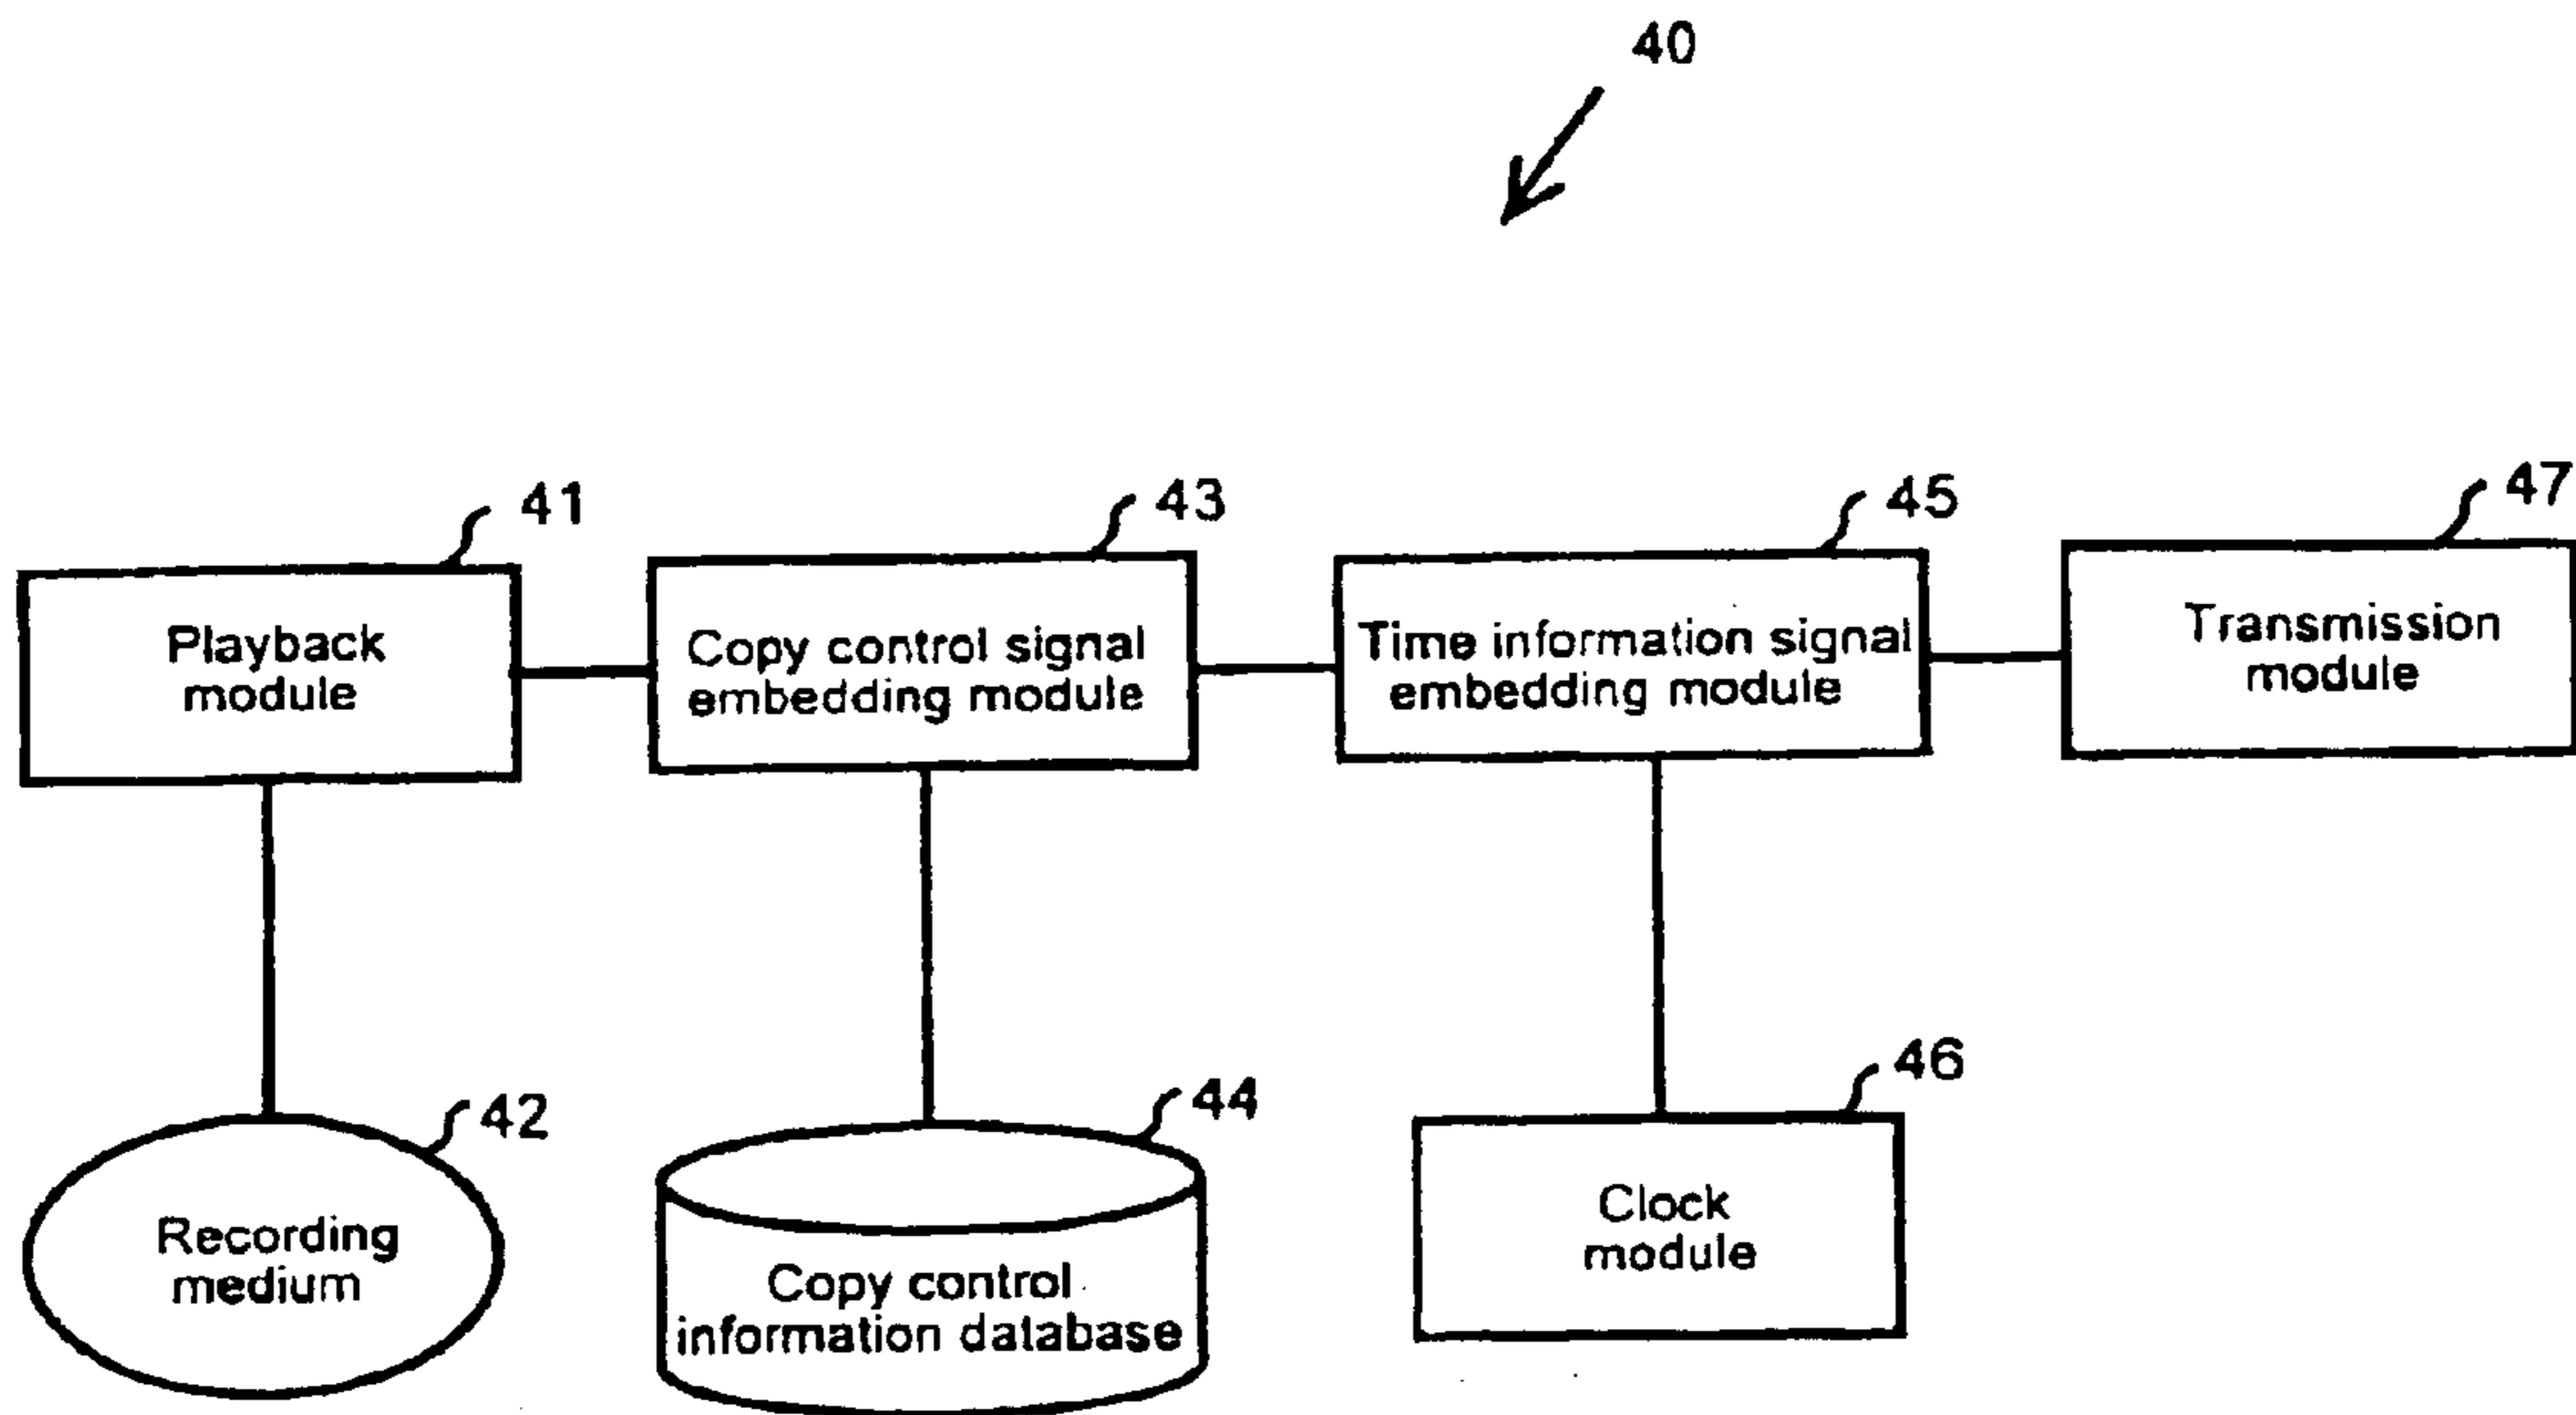 40
41
43
45
47
Playback
module
Copy control signal
embedding module
Time information signal
embedding module
Transmission
module
42
44
46
Recording
medium
Copy control
information database
Clock
module